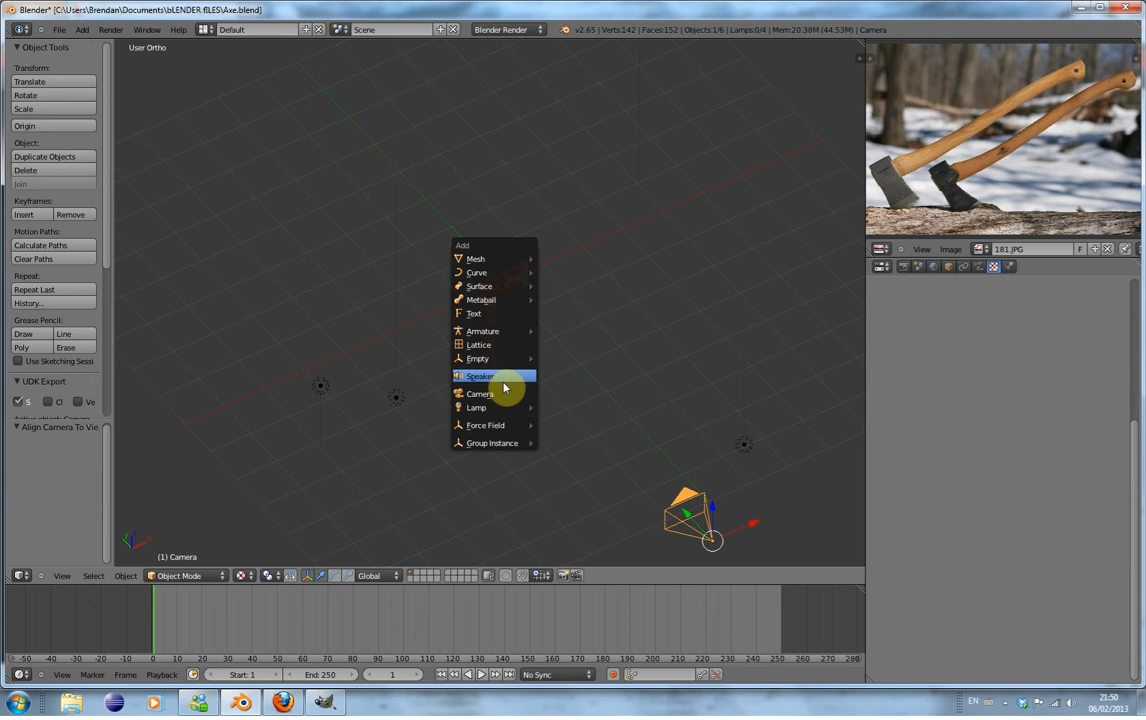 Blender* [C:\Users\Brendan\Documents\bLENDER fILES\Axe.blend]
File Add Render Window Help Default Scene Blender Render v2.65 | Verts:142 | Faces:152 | Objects:1/6 | Lamps:0/4 | Mem:20.38M (44.53M) | Camera
Object Tools
User Ortho
Transform:
Translate
Rotate
Scale
Origin
Object:
Duplicate Objects
Delete
Join
Keyframes:
Insert Remove
Motion Paths:
Calculate Paths
Clear Paths
Repeat:
Repeat Last
History...
Grease Pencil:
Draw Line
Poly Erase
Use Sketching Sessi
UDK Export
S Cl Ve
Align Camera To Vie
Add
Mesh
Curve
Surface
Metaball
Text
Armature
Lattice
Empty
Speaker
Camera
Lamp
Force Field
Group Instance
View Image 181.JPG F
(1) Camera
View Select Object Object Mode Global
-50 -40 -30 -20 -10 0 10 20 30 40 50 60 70 80 90 100 110 120 130 140 150 160 170 180 190 200 210 220 230 240 250 260 270 280
View Marker Frame Playback Start: 1 End: 250 1 No Sync
EN
21:50
06/02/2013